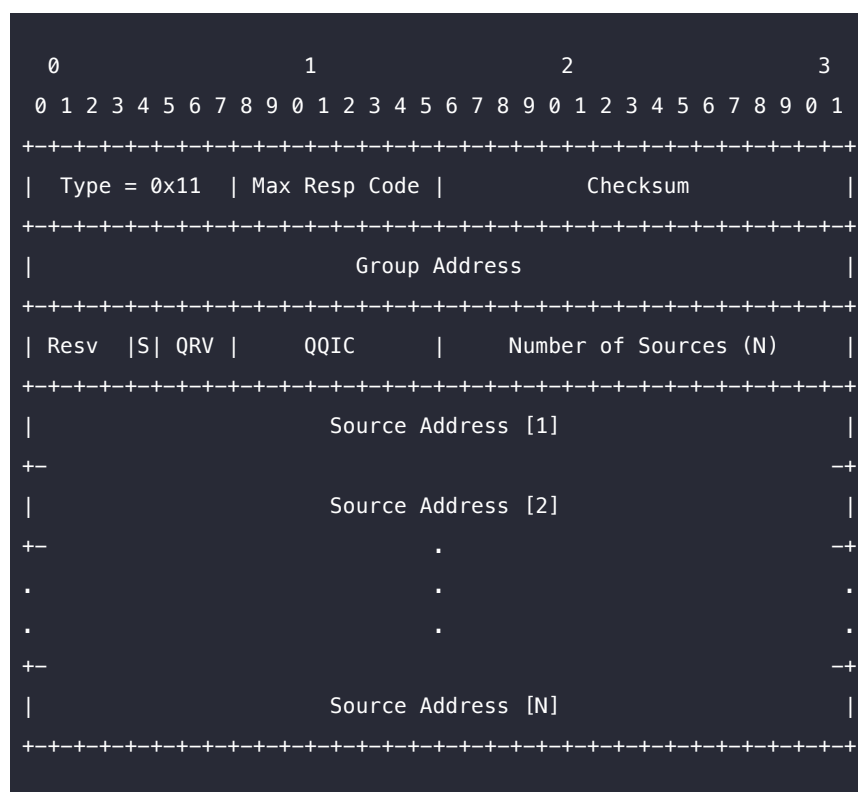 0                   1                   2                   3
0 1 2 3 4 5 6 7 8 9 0 1 2 3 4 5 6 7 8 9 0 1 2 3 4 5 6 7 8 9 0 1
+-+-+-+-+-+-+-+-+-+-+-+-+-+-+-+-+-+-+-+-+-+-+-+-+-+-+-+-+-+-+-+-+
|  Type = 0x11  | Max Resp Code |           Checksum            |
+-+-+-+-+-+-+-+-+-+-+-+-+-+-+-+-+-+-+-+-+-+-+-+-+-+-+-+-+-+-+-+-+
|                         Group Address                         |
+-+-+-+-+-+-+-+-+-+-+-+-+-+-+-+-+-+-+-+-+-+-+-+-+-+-+-+-+-+-+-+-+
| Resv  |S| QRV |     QQIC      |     Number of Sources (N)     |
+-+-+-+-+-+-+-+-+-+-+-+-+-+-+-+-+-+-+-+-+-+-+-+-+-+-+-+-+-+-+-+-+
|                       Source Address [1]                      |
+-                                                             -+
|                       Source Address [2]                      |
+-                              .                              -+
.                               .                               .
.                               .                               .
+-                                                             -+
|                       Source Address [N]                      |
+-+-+-+-+-+-+-+-+-+-+-+-+-+-+-+-+-+-+-+-+-+-+-+-+-+-+-+-+-+-+-+-+